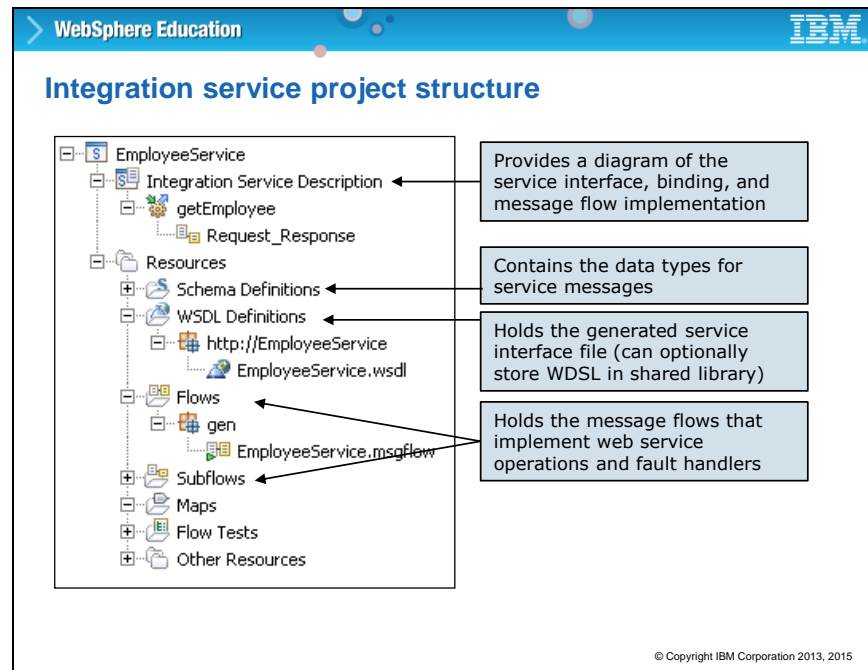 WebSphere Education
IBM
Integration service project structure
EmployeeService
Integration Service Description
getEmployee
Request_Response
Resources
Schema Definitions
WSDL Definitions
http://EmployeeService
EmployeeService.wsdl
Flows
gen
EmployeeService.msgflow
Subflows
Maps
Flow Tests
Other Resources
Provides a diagram of the
service interface, binding, and
message flow implementation
Contains the data types for
service messages
Holds the generated service
interface file (can optionally
store WDSL in shared library)
Holds the message flows that
implement web service
operations and fault handlers
© Copyright IBM Corporation 2013, 2015